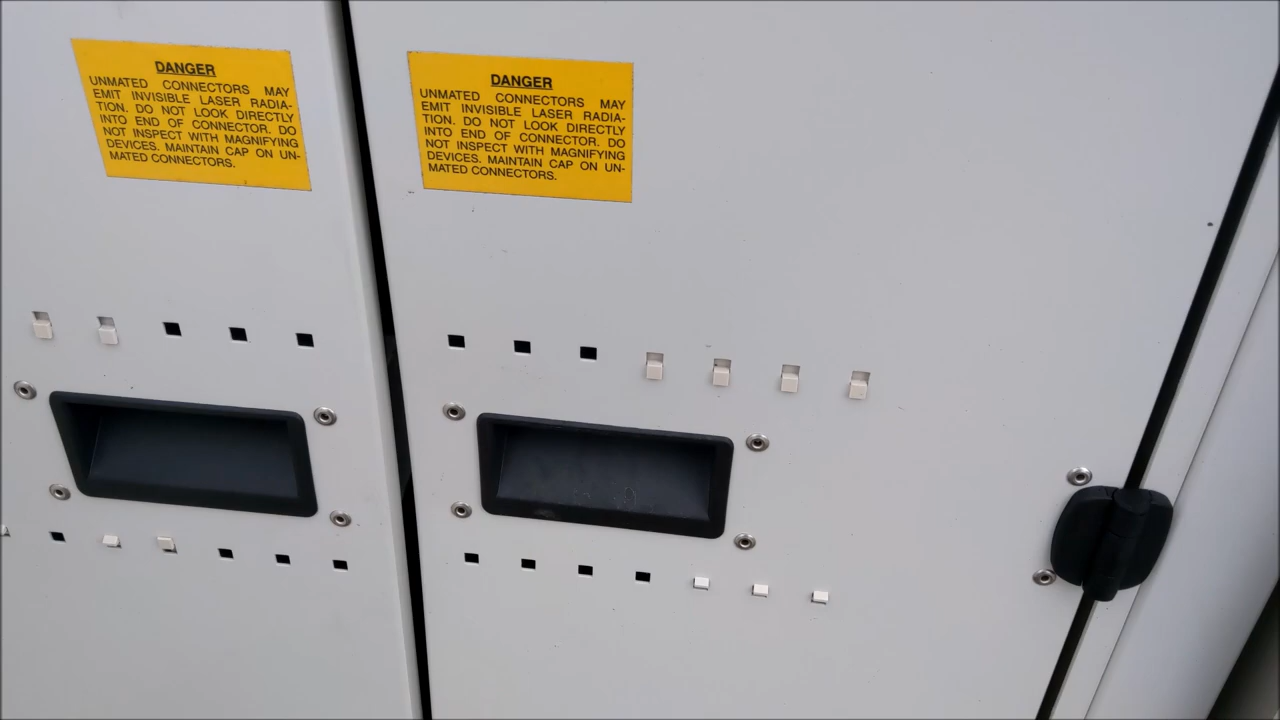 DANGER
UNMATED CONNECTORS MAY
EMIT INVISIBLE LASER RADIA-
TION. DO NOT LOOK DIRECTLY
INTO END OF CONNECTOR. DO
NOT INSPECT WITH MAGNIFYING
DEVICES. MAINTAIN CAP ON UN-
MATED CONNECTORS.
DANGER
UNMATED CONNECTORS MAY
EMIT INVISIBLE LASER RADIA-
TION. DO NOT LOOK DIRECTLY
INTO END OF CONNECTOR. DO
NOT INSPECT WITH MAGNIFYING
DEVICES. MAINTAIN CAP ON UN-
MATED CONNECTORS.